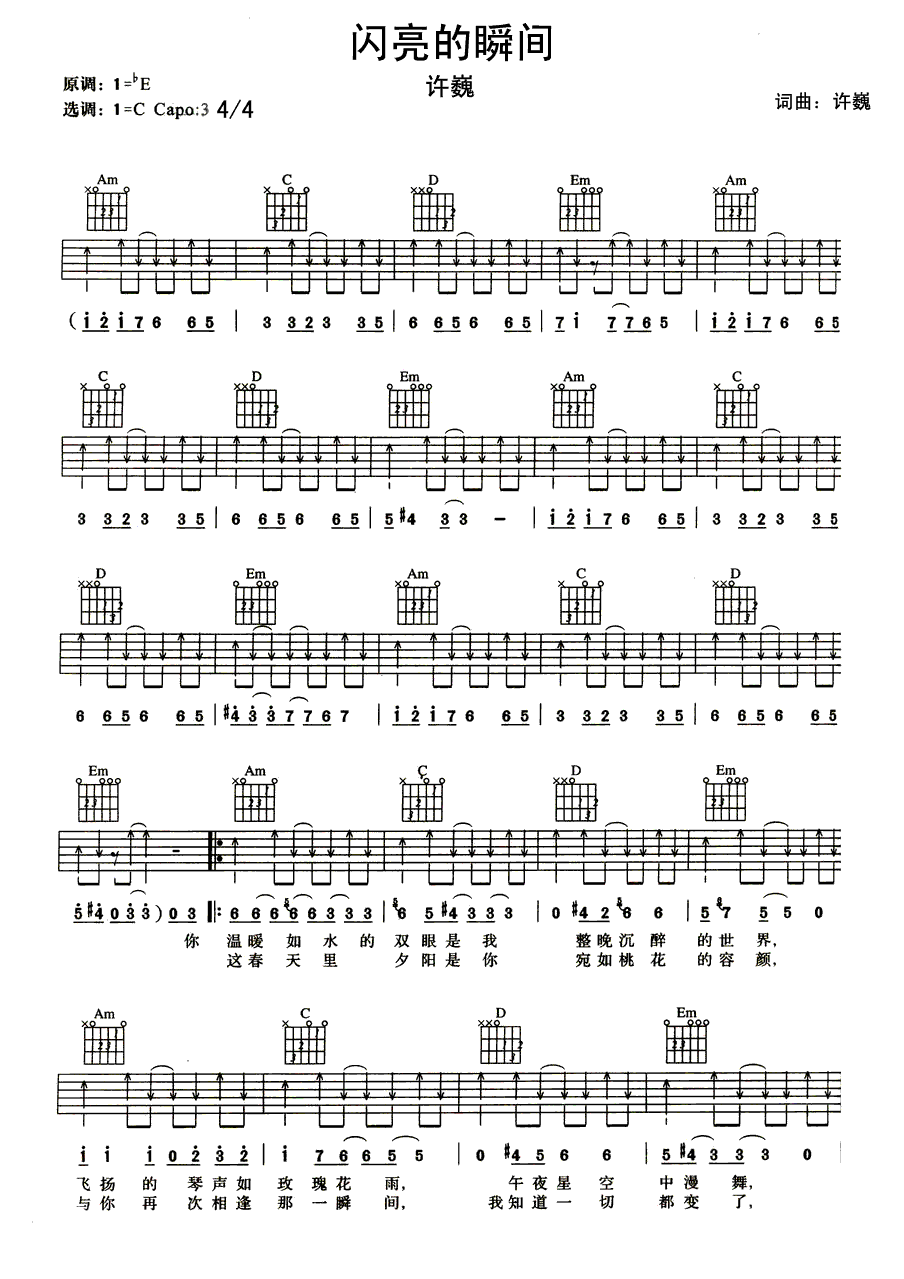 闪亮的瞬间
许巍
原调：1=♭E
选调：1=C Capo:3 4/4
词曲：许巍
Am C D Em Am
(i̇ 2̇ i̇ 7 6 6 5 | 3 3 2 3 3 5 | 6 6 5 6 6 5 | 7 i̇ 7 7 6 5 | i̇ 2̇ i̇ 7 6 6 5
C D Em Am C
3 3 2 3 3 5 | 6 6 5 6 6 5 | 5 #4 3 3 - | i̇ 2̇ i̇ 7 6 6 5 | 3 3 2 3 3 5
D Em Am C D
6 6 5 6 6 5 | #4̇ 3̇ 3̇ 7 7 6 7 | i̇ 2̇ i̇ 7 6 6 5 | 3 3 2 3 3 5 | 6 6 5 6 6 5
Em Am C D Em
5̇ #4̇ 0 3̇ 3̇) 0 3 ‖: 6 6 6 6 6 3 3 3 | 6 5 #4 3 3 3 | 0 #4 2 6 6 | 5 7 5 5 0
你 温暖 如 水 的 双眼是我 整晚沉醉 的世界，
这春 天里 夕阳是你 宛如桃花 的容颜，
Am C D Em
i̇ i̇ i̇ 0 2̇ 3̇ 2̇ | i̇ 7 6 6 5 5 | 0 #4 5 6 6 | 5 #4 3 3 3 0
飞扬 的 琴声如 玫瑰花 雨， 午夜星 空 中漫 舞，
与你 再 次相逢 那一瞬 间， 我知道一 切 都变 了，